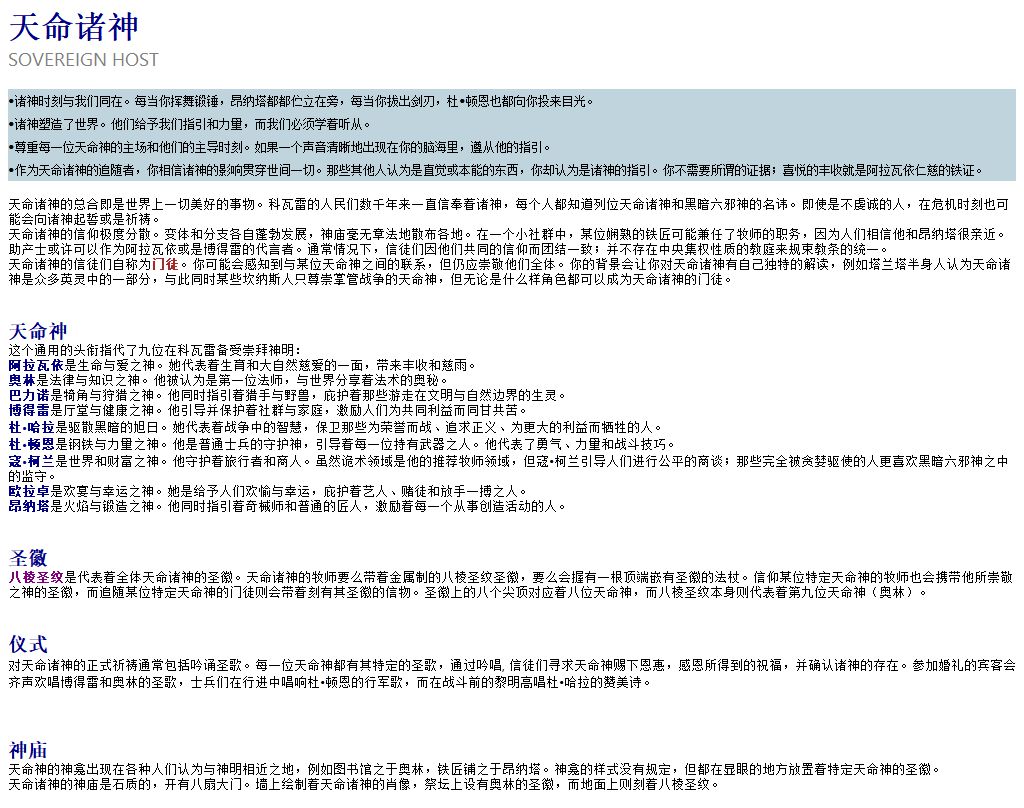 天命诸神
SOVEREIGN HOST
•诸神时刻与我们同在。每当你挥舞锻锤，昂纳塔都都伫立在旁，每当你拔出剑刃，杜•顿恩也都向你投来目光。
•诸神塑造了世界。他们给予我们指引和力量，而我们必须学着听从。
•尊重每一位天命神的主场和他们的主导时刻。如果一个声音清晰地出现在你的脑海里，遵从他的指引。
•作为天命诸神的追随者，你相信诸神的影响贯穿世间一切。那些其他人认为是直觉或本能的东西，你却认为是诸神的指引。你不需要所谓的证据；喜悦的丰收就是阿拉瓦依仁慈的铁证。
天命诸神的总合即是世界上一切美好的事物。科瓦雷的人民们数千年来一直信奉着诸神，每个人都知道列位天命诸神和黑暗六邪神的名讳。即使是不虔诚的人，在危机时刻也可
能会向诸神起誓或是祈祷。
天命诸神的信仰极度分散。变体和分支各自蓬勃发展，神庙毫无章法地散布各地。在一个小社群中，某位娴熟的铁匠可能兼任了牧师的职务，因为人们相信他和昂纳塔很亲近。
助产士或许可以作为阿拉瓦依或是博得雷的代言者。通常情况下，信徒们因他们共同的信仰而团结一致；并不存在中央集权性质的教庭来规束教条的统一。
天命诸神的信徒们自称为门徒。你可能会感知到与某位天命神之间的联系，但仍应崇敬他们全体。你的背景会让你对天命诸神有自己独特的解读，例如塔兰塔半身人认为天命诸
神是众多英灵中的一部分，与此同时某些坎纳斯人只尊崇掌管战争的天命神，但无论是什么样角色都可以成为天命诸神的门徒。
天命神
这个通用的头衔指代了九位在科瓦雷备受崇拜神明：
阿拉瓦依是生命与爱之神。她代表着生育和大自然慈爱的一面，带来丰收和慈雨。
奥林是法律与知识之神。他被认为是第一位法师，与世界分享着法术的奥秘。
巴力诺是犄角与狩猎之神。他同时指引着猎手与野兽，庇护着那些游走在文明与自然边界的生灵。
博得雷是厅堂与健康之神。他引导并保护着社群与家庭，激励人们为共同利益而同甘共苦。
杜•哈拉是驱散黑暗的旭日。她代表着战争中的智慧，保卫那些为荣誉而战、追求正义、为更大的利益而牺牲的人。
杜•顿恩是钢铁与力量之神。他是普通士兵的守护神，引导着每一位持有武器之人。他代表了勇气、力量和战斗技巧。
寇•柯兰是世界和财富之神。他守护着旅行者和商人。虽然诡术领域是他的推荐牧师领域，但寇•柯兰引导人们进行公平的商谈；那些完全被贪婪驱使的人更喜欢黑暗六邪神之中
的监守。
欧拉卓是欢宴与幸运之神。她是给予人们欢愉与幸运，庇护着艺人、赌徒和放手一搏之人。
昂纳塔是火焰与锻造之神。他同时指引着奇械师和普通的匠人，激励着每一个从事创造活动的人。
圣徽
八棱圣纹是代表着全体天命诸神的圣徽。天命诸神的牧师要么带着金属制的八棱圣纹圣徽，要么会握有一根顶端嵌有圣徽的法杖。信仰某位特定天命神的牧师也会携带他所崇敬
之神的圣徽，而追随某位特定天命神的门徒则会带着刻有其圣徽的信物。圣徽上的八个尖顶对应着八位天命神，而八棱圣纹本身则代表着第九位天命神（奥林）。
仪式
对天命诸神的正式祈祷通常包括吟诵圣歌。每一位天命神都有其特定的圣歌，通过吟唱, 信徒们寻求天命神赐下恩惠，感恩所得到的祝福，并确认诸神的存在。参加婚礼的宾客会
齐声欢唱博得雷和奥林的圣歌，士兵们在行进中唱响杜•顿恩的行军歌，而在战斗前的黎明高唱杜•哈拉的赞美诗。
神庙
天命神的神龛出现在各种人们认为与神明相近之地，例如图书馆之于奥林，铁匠铺之于昂纳塔。神龛的样式没有规定，但都在显眼的地方放置着特定天命神的圣徽。
天命诸神的神庙是石质的，开有八扇大门。墙上绘制着天命诸神的肖像，祭坛上设有奥林的圣徽，而地面上则刻着八棱圣纹。